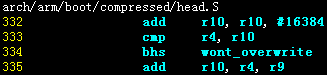 arch/arm/boot/compressed/head.S
332 add r10, r10, #16384
333 cmp r4, r10
334 bhs wont_overwrite
335 add r10, r4, r9